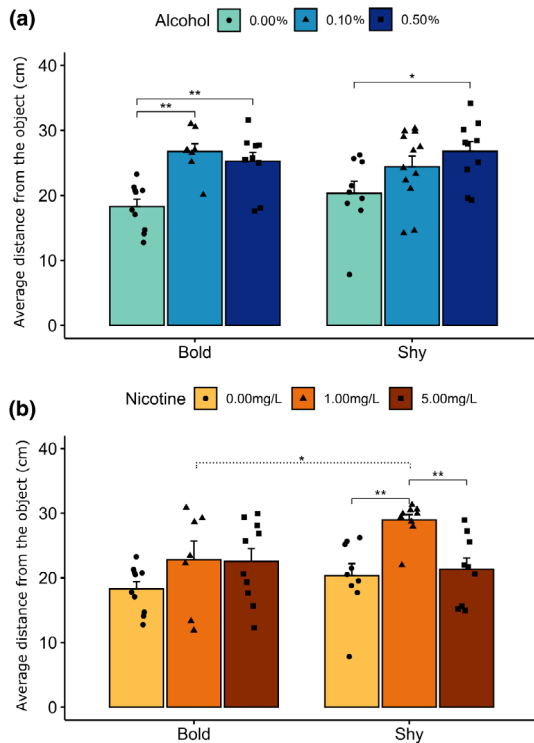 (a)
Alcohol 0.00% 0.10% 0.50%
Average distance from the object (cm)
40
30
20
10
0
**
**
*
Bold Shy
(b)
Nicotine 0.00mg/L 1.00mg/L 5.00mg/L
Average distance from the object (cm)
40
30
20
10
0
*
**
**
Bold Shy